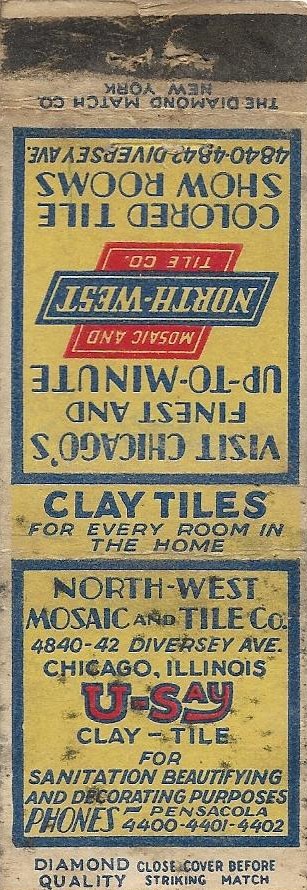 THE DIAMOND MATCH CO.
NEW YORK
VISIT CHICAGO'S
FINEST AND
UP-TO-MINUTE
MOSAIC AND
NORTH-WEST
TILE CO.
COLORED TILE
SHOW ROOMS
4840-4842 DIVERSEY AVE.
CLAY TILES
FOR EVERY ROOM IN
THE HOME
NORTH-WEST
MOSAIC AND TILE Co.
4840-42 DIVERSEY AVE.
CHICAGO, ILLINOIS
U-SAY
CLAY-TILE
FOR
SANITATION BEAUTIFYING
AND DECORATING PURPOSES
PHONES - PENSACOLA
4400-4401-4402
DIAMOND QUALITY
CLOSE COVER BEFORE
STRIKING MATCH